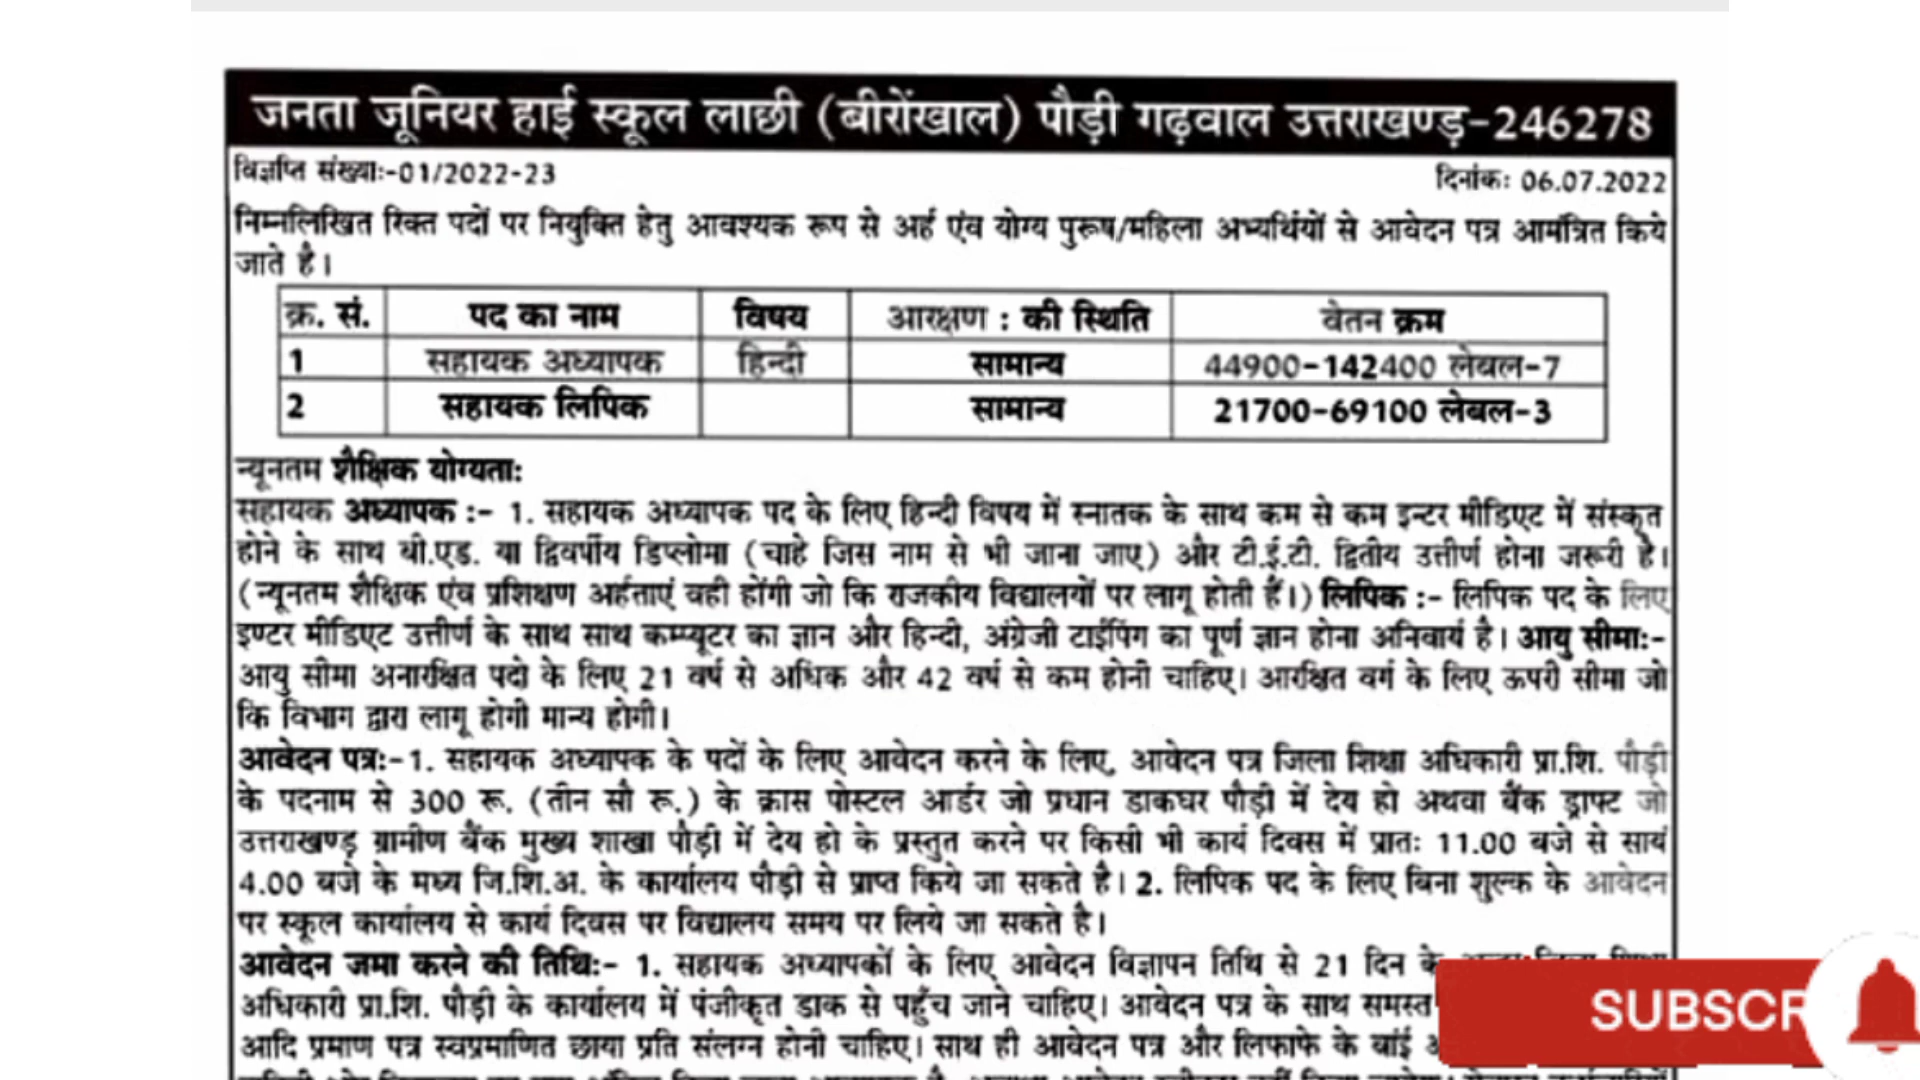 जनता जूनियर हाई स्कूल लाछी (बीरोंखाल) पौड़ी गढ़वाल उत्तराखण्ड़-246278
विज्ञप्ति संख्याः-01/2022-23 दिनांकः 06.07.2022
निम्नलिखित रिक्त पदों पर नियुक्ति हेतु आवश्यक रूप से अर्ह एंव योग्य पुरूष/महिला अभ्यर्थियों से आवेदन पत्र आमंत्रित किये
जाते है।
क्र. सं. पद का नाम विषय आरक्षण : की स्थिति वेतन क्रम
1 सहायक अध्यापक हिन्दी सामान्य 44900-142400 लेबल-7
2 सहायक लिपिक सामान्य 21700-69100 लेबल-3
न्यूनतम शैक्षिक योग्यताः
सहायक अध्यापक :- 1. सहायक अध्यापक पद के लिए हिन्दी विषय में स्नातक के साथ कम से कम इन्टर मीडिएट में संस्कृत
होने के साथ बी.एड. या द्विवर्षीय डिप्लोमा (चाहे जिस नाम से भी जाना जाए) और टी.ई.टी. द्वितीय उत्तीर्ण होना जरूरी है।
(न्यूनतम शैक्षिक एंव प्रशिक्षण अर्हताएं वही होंगी जो कि राजकीय विद्यालयों पर लागू होती हैं।) लिपिक :- लिपिक पद के लिए
इण्टर मीडिएट उत्तीर्ण के साथ साथ कम्प्यूटर का ज्ञान और हिन्दी, अंग्रेजी टाईपिंग का पूर्ण ज्ञान होना अनिवार्य है। आयु सीमाः-
आयु सीमा अनारक्षित पदो के लिए 21 वर्ष से अधिक और 42 वर्ष से कम होनी चाहिए। आरक्षित वर्ग के लिए ऊपरी सीमा जो
कि विभाग द्वारा लागू होगी मान्य होगी।
आवेदन पत्रः-1. सहायक अध्यापक के पदों के लिए आवेदन करने के लिए, आवेदन पत्र जिला शिक्षा अधिकारी प्रा.शि. पौड़ी
के पदनाम से 300 रू. (तीन सौ रू.) के क्रास पोस्टल आर्डर जो प्रधान डाकघर पौड़ी में देय हो अथवा बैंक ड्राफ्ट जो
उत्तराखण्ड़ ग्रामीण बैंक मुख्य शाखा पौड़ी में देय हो के प्रस्तुत करने पर किसी भी कार्य दिवस में प्रातः 11.00 बजे से सायं
4.00 बजे के मध्य जि.शि.अ. के कार्यालय पौड़ी से प्राप्त किये जा सकते है। 2. लिपिक पद के लिए बिना शुल्क के आवेदन
पर स्कूल कार्यालय से कार्य दिवस पर विद्यालय समय पर लिये जा सकते है।
आवेदन जमा करने की तिथिः- 1. सहायक अध्यापकों के लिए आवेदन विज्ञापन तिथि से 21 दिन के
अधिकारी प्रा.शि. पौड़ी के कार्यालय में पंजीकृत डाक से पहुँच जाने चाहिए। आवेदन पत्र के साथ समस्त
आदि प्रमाण पत्र स्वप्रमाणित छाया प्रति संलग्न होनी चाहिए। साथ ही आवेदन पत्र और लिफाफे के बांई
SUBSCR